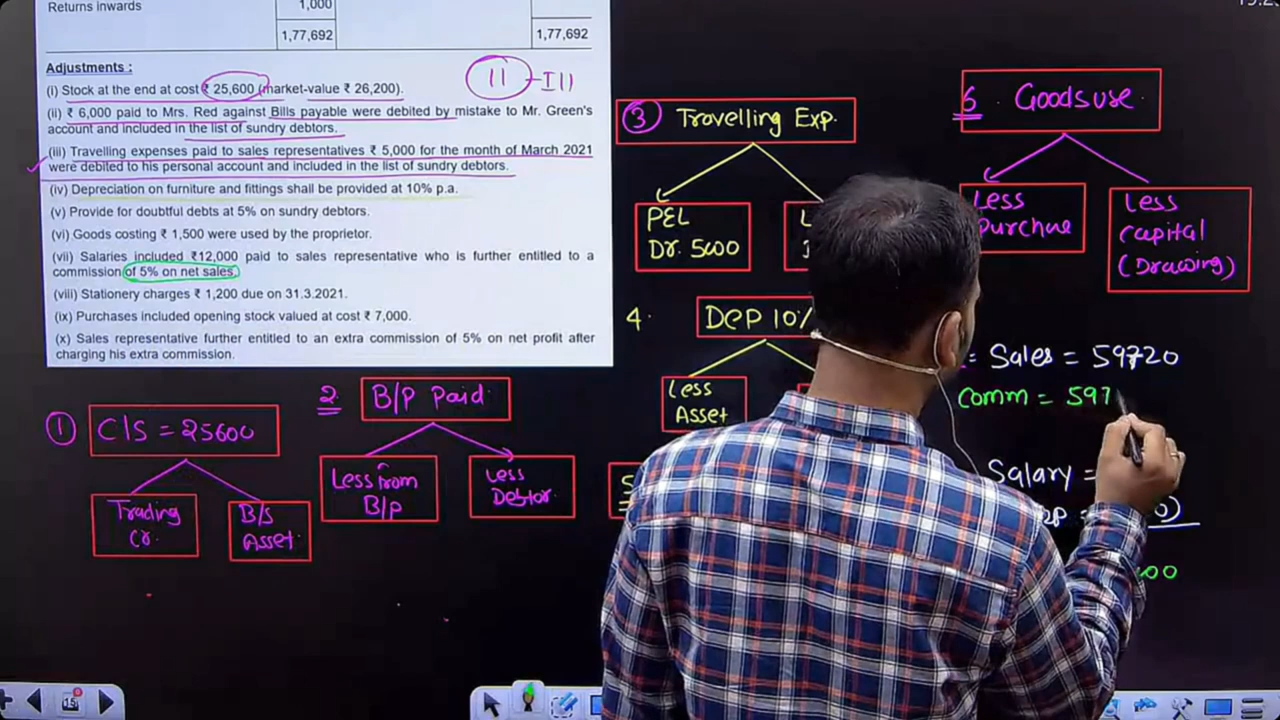 Returns inwards 1,000
1,77,692 1,77,692
Adjustments :
(i) Stock at the end at cost ₹ 25,600 (market-value ₹ 26,200).
(ii) ₹ 6,000 paid to Mrs. Red against Bills payable were debited by mistake to Mr. Green's
account and included in the list of sundry debtors.
(iii) Travelling expenses paid to sales representatives ₹ 5,000 for the month of March 2021
were debited to his personal account and included in the list of sundry debtors.
(iv) Depreciation on furniture and fittings shall be provided at 10% p.a.
(v) Provide for doubtful debts at 5% on sundry debtors.
(vi) Goods costing ₹ 1,500 were used by the proprietor.
(vii) Salaries included ₹12,000 paid to sales representative who is further entitled to a
commission of 5% on net sales.
(viii) Stationery charges ₹ 1,200 due on 31.3.2021.
(ix) Purchases included opening stock valued at cost ₹ 7,000.
(x) Sales representative further entitled to an extra commission of 5% on net profit after
charging his extra commission.
11 - III
① C/S = 25600
Trading
Cr.
B/S
Asset
2. B/P Paid
Less from
B/P
Less
Debtor
③ Travelling Exp.
P&L
Dr. 5000
4. Dep 10%
Less
Asset
6 Goods use
Less
Purchase
Less
Capital
(Drawing)
= Sales = 59720
Comm = 597
Salary =